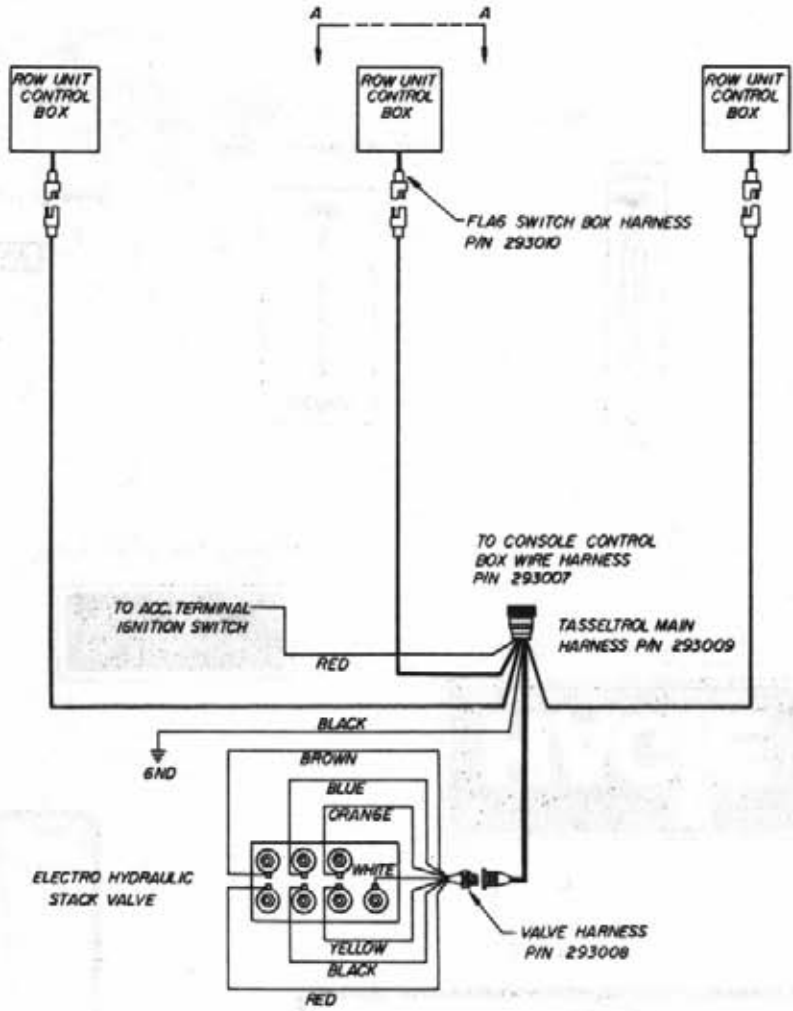 A A
ROW UNIT
CONTROL
BOX
ROW UNIT
CONTROL
BOX
ROW UNIT
CONTROL
BOX
FLAG SWITCH BOX HARNESS
P/N 293010
TO CONSOLE CONTROL
BOX WIRE HARNESS
P/N 293007
TO ACC. TERMINAL
IGNITION SWITCH
TASSELTROL MAIN
HARNESS P/N 293009
RED
BLACK
GND
BROWN
BLUE
ORANGE
WHITE
ELECTRO HYDRAULIC
STACK VALVE
YELLOW
BLACK
RED
VALVE HARNESS
P/N 293008